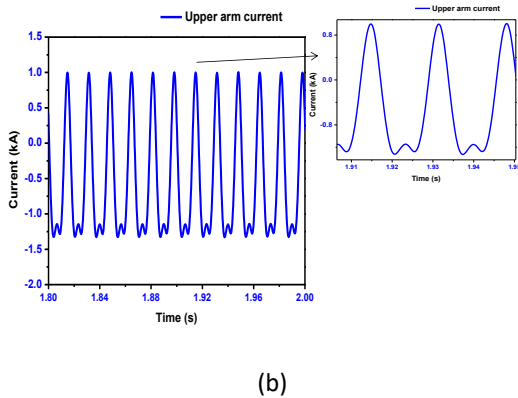 Upper arm current
1.5
1.0
0.5
0.0
-0.5
-1.0
-1.5
-2.0
Current (kA)
1.80 1.84 1.88 1.92 1.96 2.00
Time (s)
Upper arm current
0.8
0.0
-0.8
Current (kA)
1.91 1.92 1.93 1.94 1.95
Time (s)
(b)